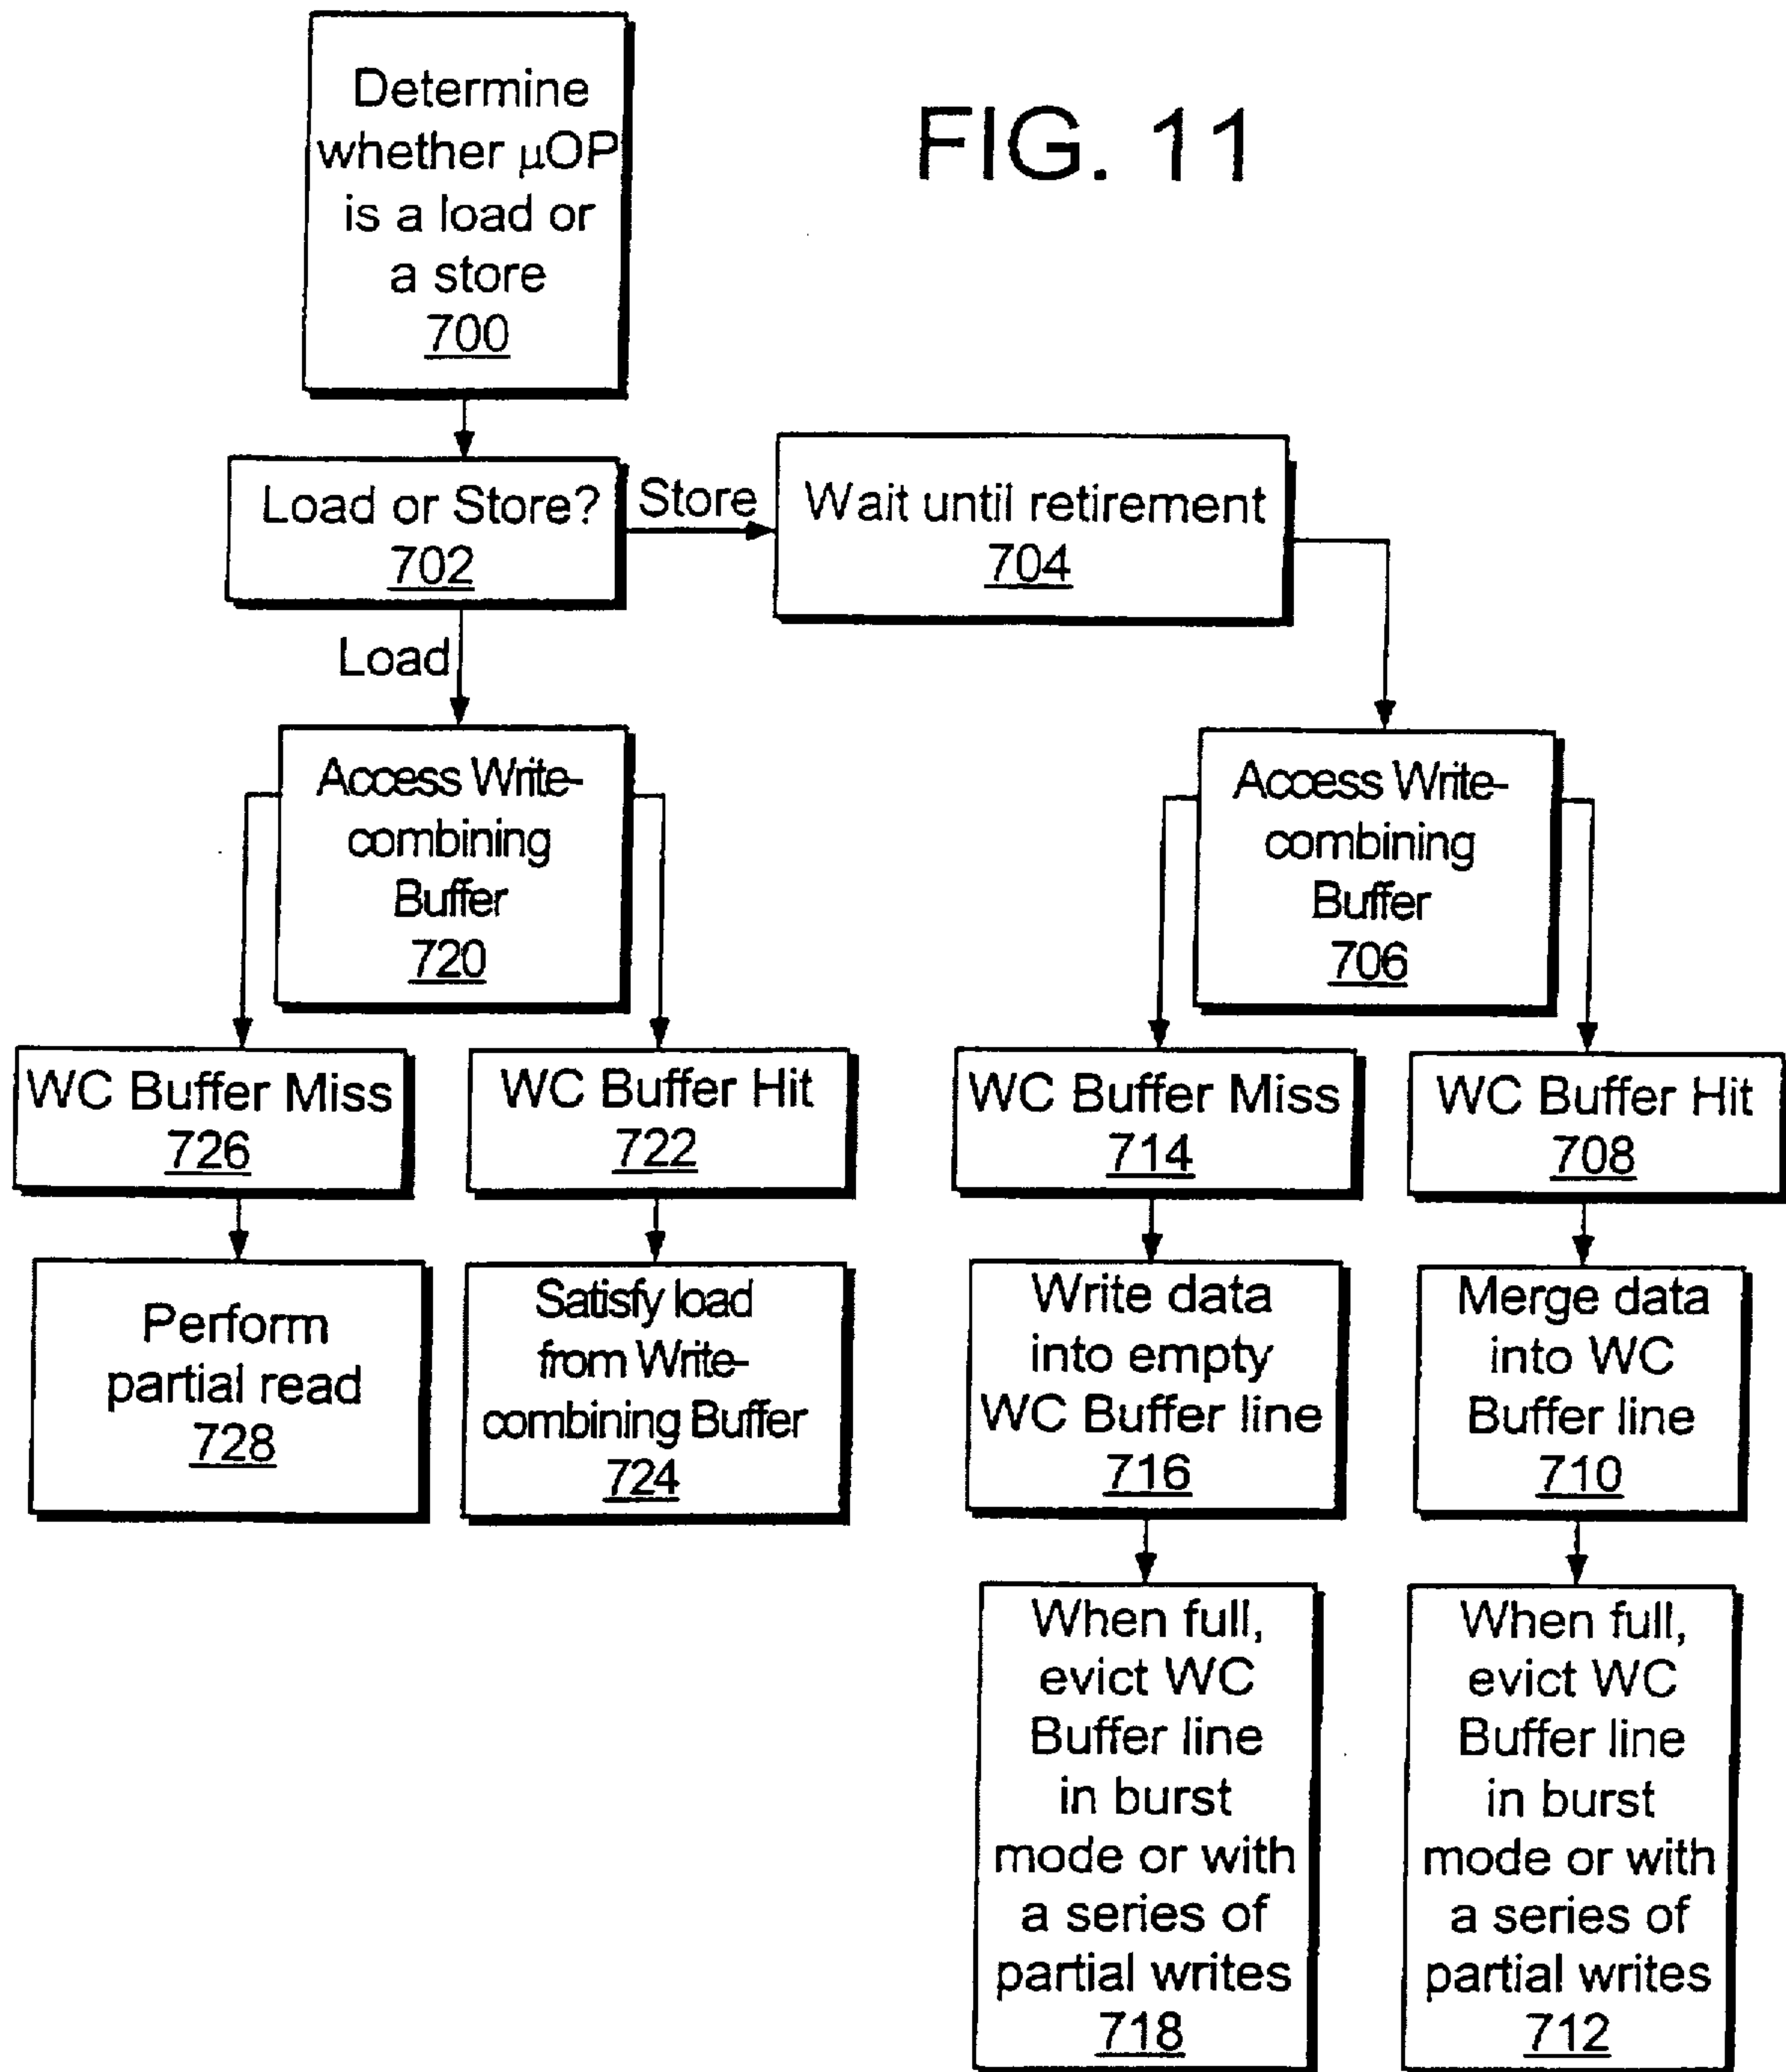 FIG. 11
Determine
whether µOP
is a load or
a store
700
Load or Store?
702
Store
Wait until retirement
704
Load
Access Write-
combining
Buffer
720
Access Write-
combining
Buffer
706
WC Buffer Miss
726
WC Buffer Hit
722
WC Buffer Miss
714
WC Buffer Hit
708
Perform
partial read
728
Satisfy load
from Write-
combining Buffer
724
Write data
into empty
WC Buffer line
716
Merge data
into WC
Buffer line
710
When full,
evict WC
Buffer line
in burst
mode or with
a series of
partial writes
718
When full,
evict WC
Buffer line
in burst
mode or with
a series of
partial writes
712